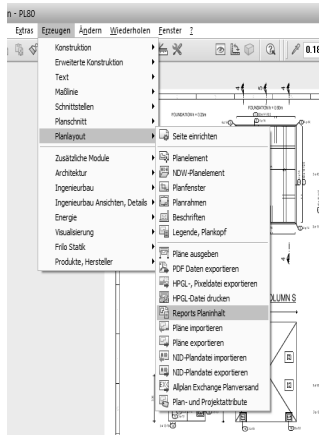 n - PL80
Extras Erzeugen Ändern Wiederholen Fenster ?
0.18
Konstruktion
Erweiterte Konstruktion
Text
Maßlinie
Schnittstellen
Planschnitt
Planlayout
Zusätzliche Module
Architektur
Ingenieurbau
Ingenieurbau Ansichten, Details
Energie
Visualisierung
Frilo Statik
Produkte, Hersteller
Seite einrichten
Planelement
NDW-Planelement
Planfenster
Planrahmen
Beschriften
Legende, Plankopf
Pläne ausgeben
PDF Daten exportieren
HPGL-, Pixeldatei exportieren
HPGL-Datei drucken
Reports Planinhalt
Pläne importieren
Pläne exportieren
NID-Plandatei importieren
NID-Plandatei exportieren
Allplan Exchange Planversand
Plan- und Projektattribute
OLUMN S